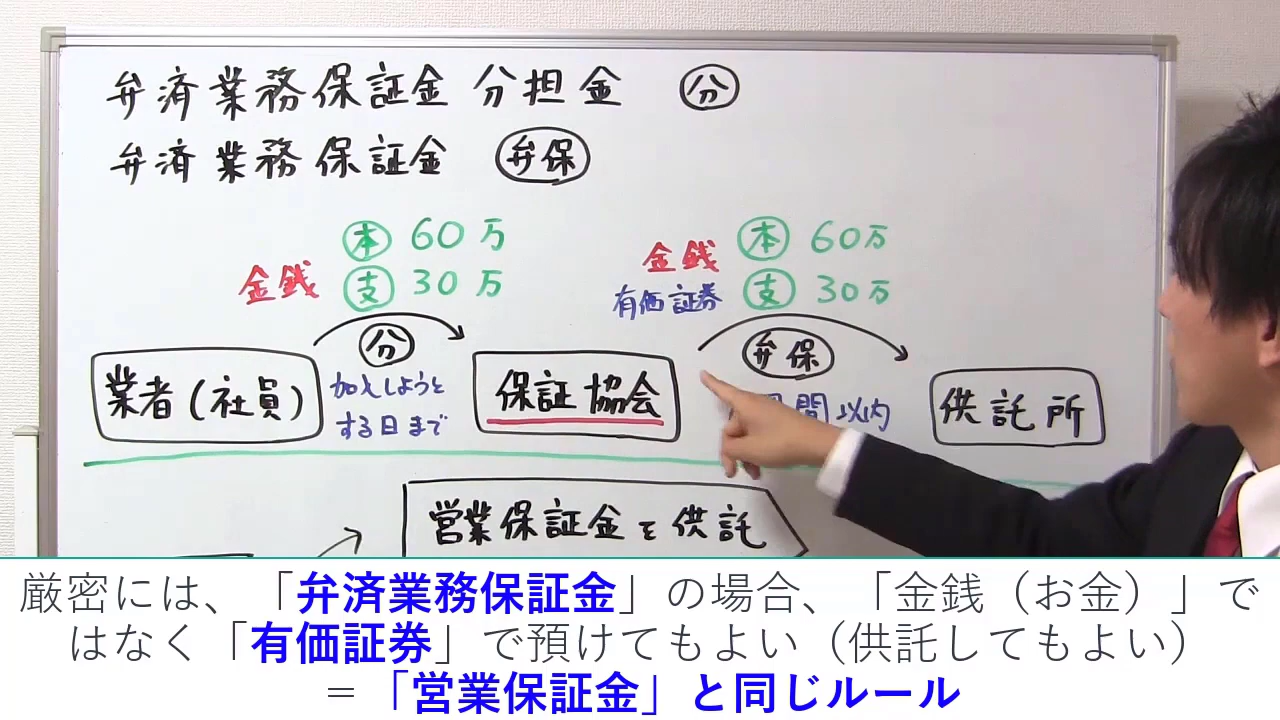 弁済業務保証金 分担金 分
弁済業務保証金 弁保
本 60万
金銭 支 30万
分
業者(社員)
加入しようと
する日まで
保証協会
金銭 本 60万
有価証券 支 30万
弁保
間以内
供託所
営業保証金を供託
厳密には、「弁済業務保証金」の場合、「金銭（お金）」で
はなく「有価証券」で預けてもよい（供託してもよい）
＝「営業保証金」と同じルール